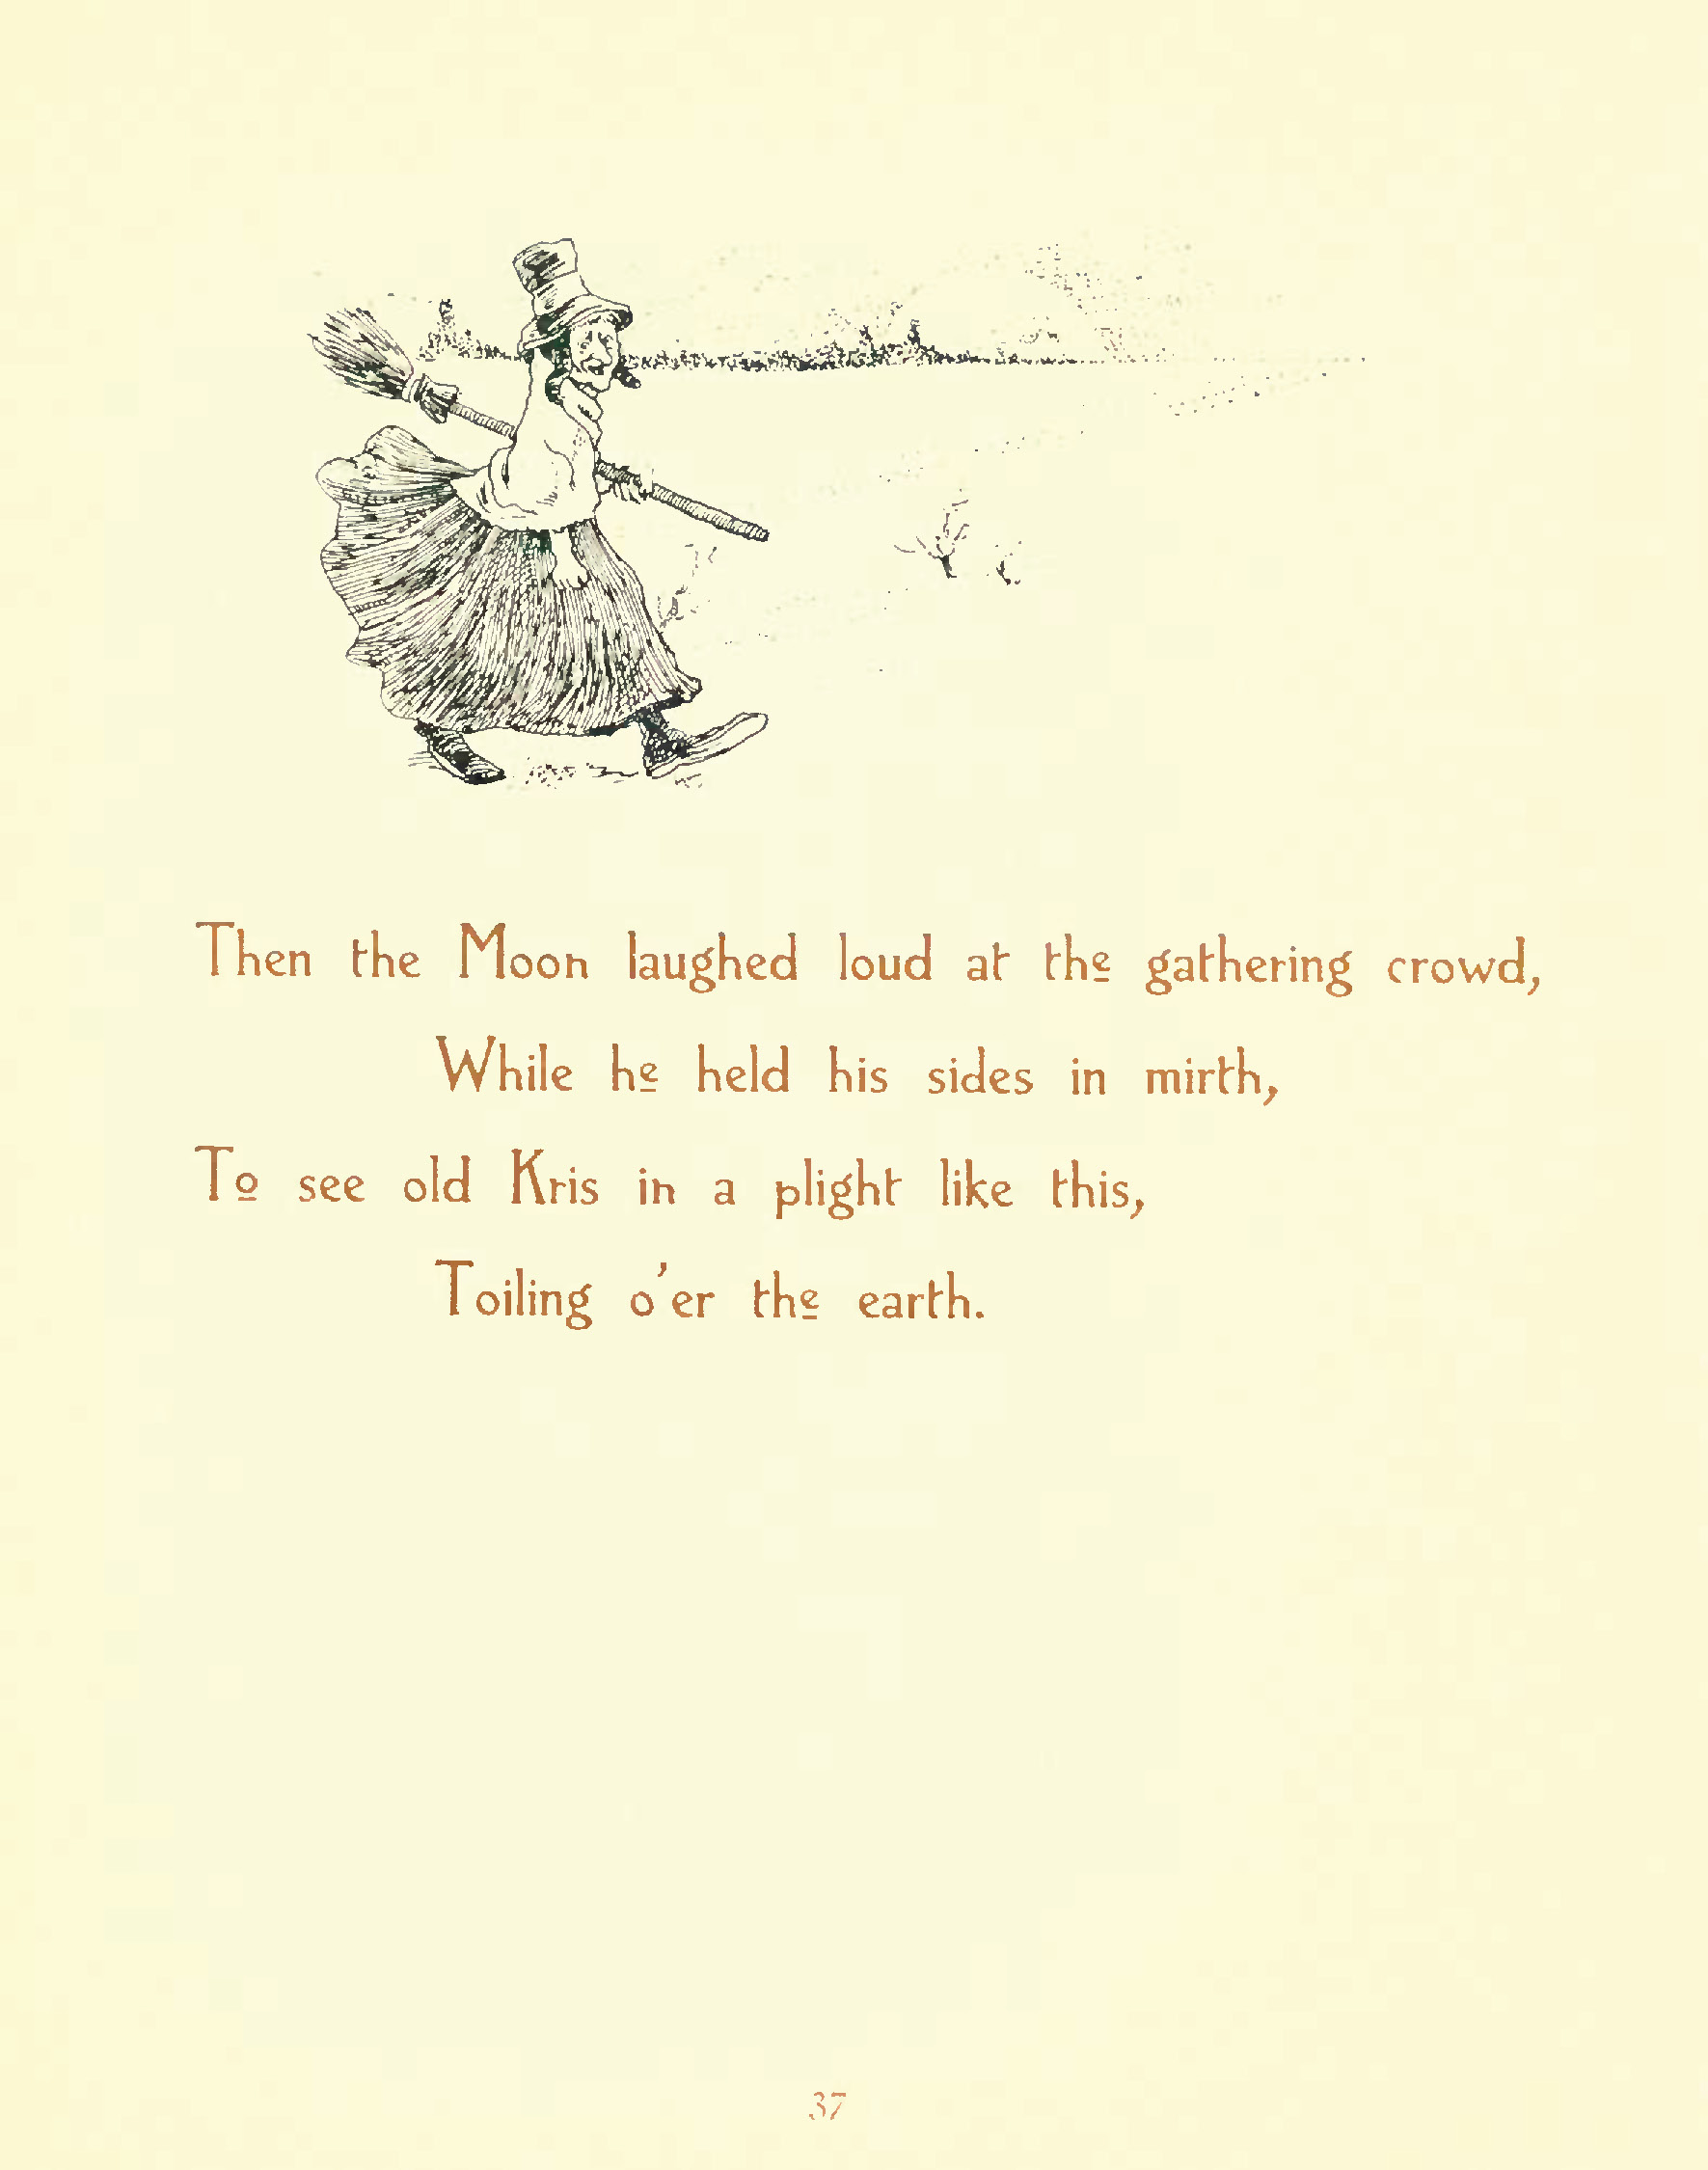 Then the Moon laughed loud at the gathering crowd,
While he held his sides in mirth,
To see old Kris in a plight like this,
Toiling o'er the earth.
37